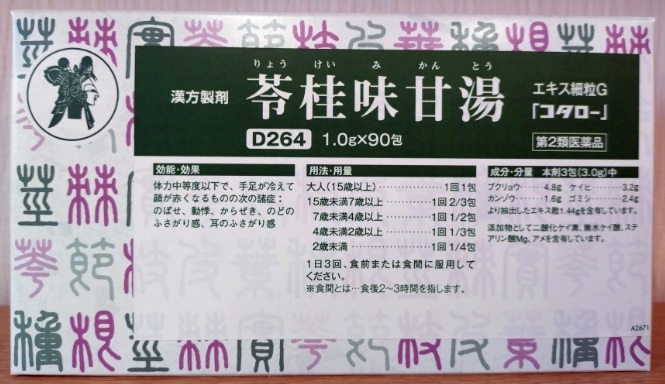 りょう けい み かん とう
漢方製剤 苓桂味甘湯 エキス細粒G
「コタロー」
D264 1.0g×90包 第2類医薬品
効能・効果
体力中等度以下で、手足が冷えて
顔が赤くなるものの次の諸症：
のぼせ、動悸、からぜき、のどの
ふさがり感、耳のふさがり感
用法・用量
大人(15歳以上)……………1回1包
15歳未満7歳以上……………1回2/3包
7歳未満4歳以上……………1回1/2包
4歳未満2歳以上……………1回1/3包
2歳未満……………1回1/4包
1日3回、食前または食間に服用して
ください。
※食間とは…食後2～3時間を指します。
成分・分量 本剤3包(3.0g)中
ブクリョウ……4.8g ケイヒ……3.2g
カンゾウ……1.6g ゴミシ……2.4g
より抽出したエキス散1.44gを含有しています。
添加物として二酸化ケイ素、無水ケイ酸、ステ
アリン酸Mg、アメを含有しています。
A2671